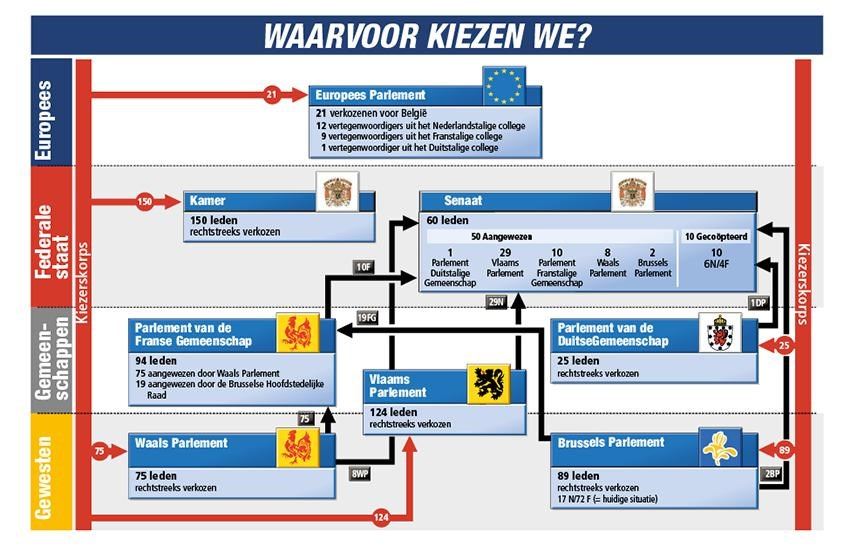 WAARVOOR KIEZEN WE?
Europees
21
Europees Parlement
21 verkozenen voor België
12 vertegenwoordigers uit het Nederlandstalige college
9 vertegenwoordigers uit het Franstalige college
1 vertegenwoordiger uit het Duitstalige college
Federale
staat
Kiezerskorps
150
Kamer
150 leden
rechtstreeks verkozen
Senaat
60 leden
50 Aangewezen
10 Gecoöpteerd
1
Parlement
Duitstalige
Gemeenschap
29
Vlaams
Parlement
10
Parlement
Franstalige
Gemeenschap
8
Waals
Parlement
2
Brussels
Parlement
10
6N/4F
Kiezerskorps
10F
29N
1DP
19FG
Gemeen-
schappen
Parlement van de
Franse Gemeenschap
94 leden
75 aangewezen door Waals Parlement
19 aangewezen door de Brusselse Hoofdstedelijke
Raad
Vlaams
Parlement
124 leden
rechtstreeks verkozen
Parlement van de
DuitseGemeenschap
25 leden
rechtstreeks verkozen
25
75
Gewesten
75
Waals Parlement
75 leden
rechtstreeks verkozen
8WP
Brussels Parlement
89 leden
rechtstreeks verkozen
17 N/72 F (= huidige situatie)
89
2BP
124